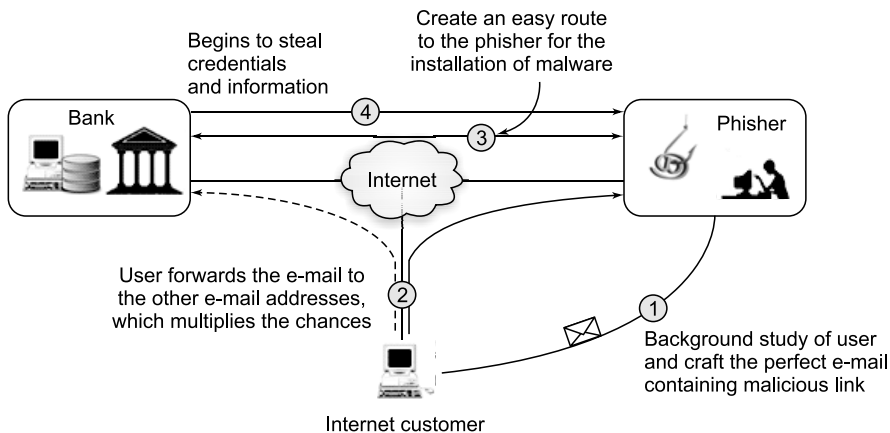 Begins to steal
credentials
and information
Create an easy route
to the phisher for the
installation of malware
4
3
Bank
Phisher
Internet
User forwards the e-mail to
the other e-mail addresses,
which multiplies the chances
2
1
Background study of user
and craft the perfect e-mail
containing malicious link
Internet customer